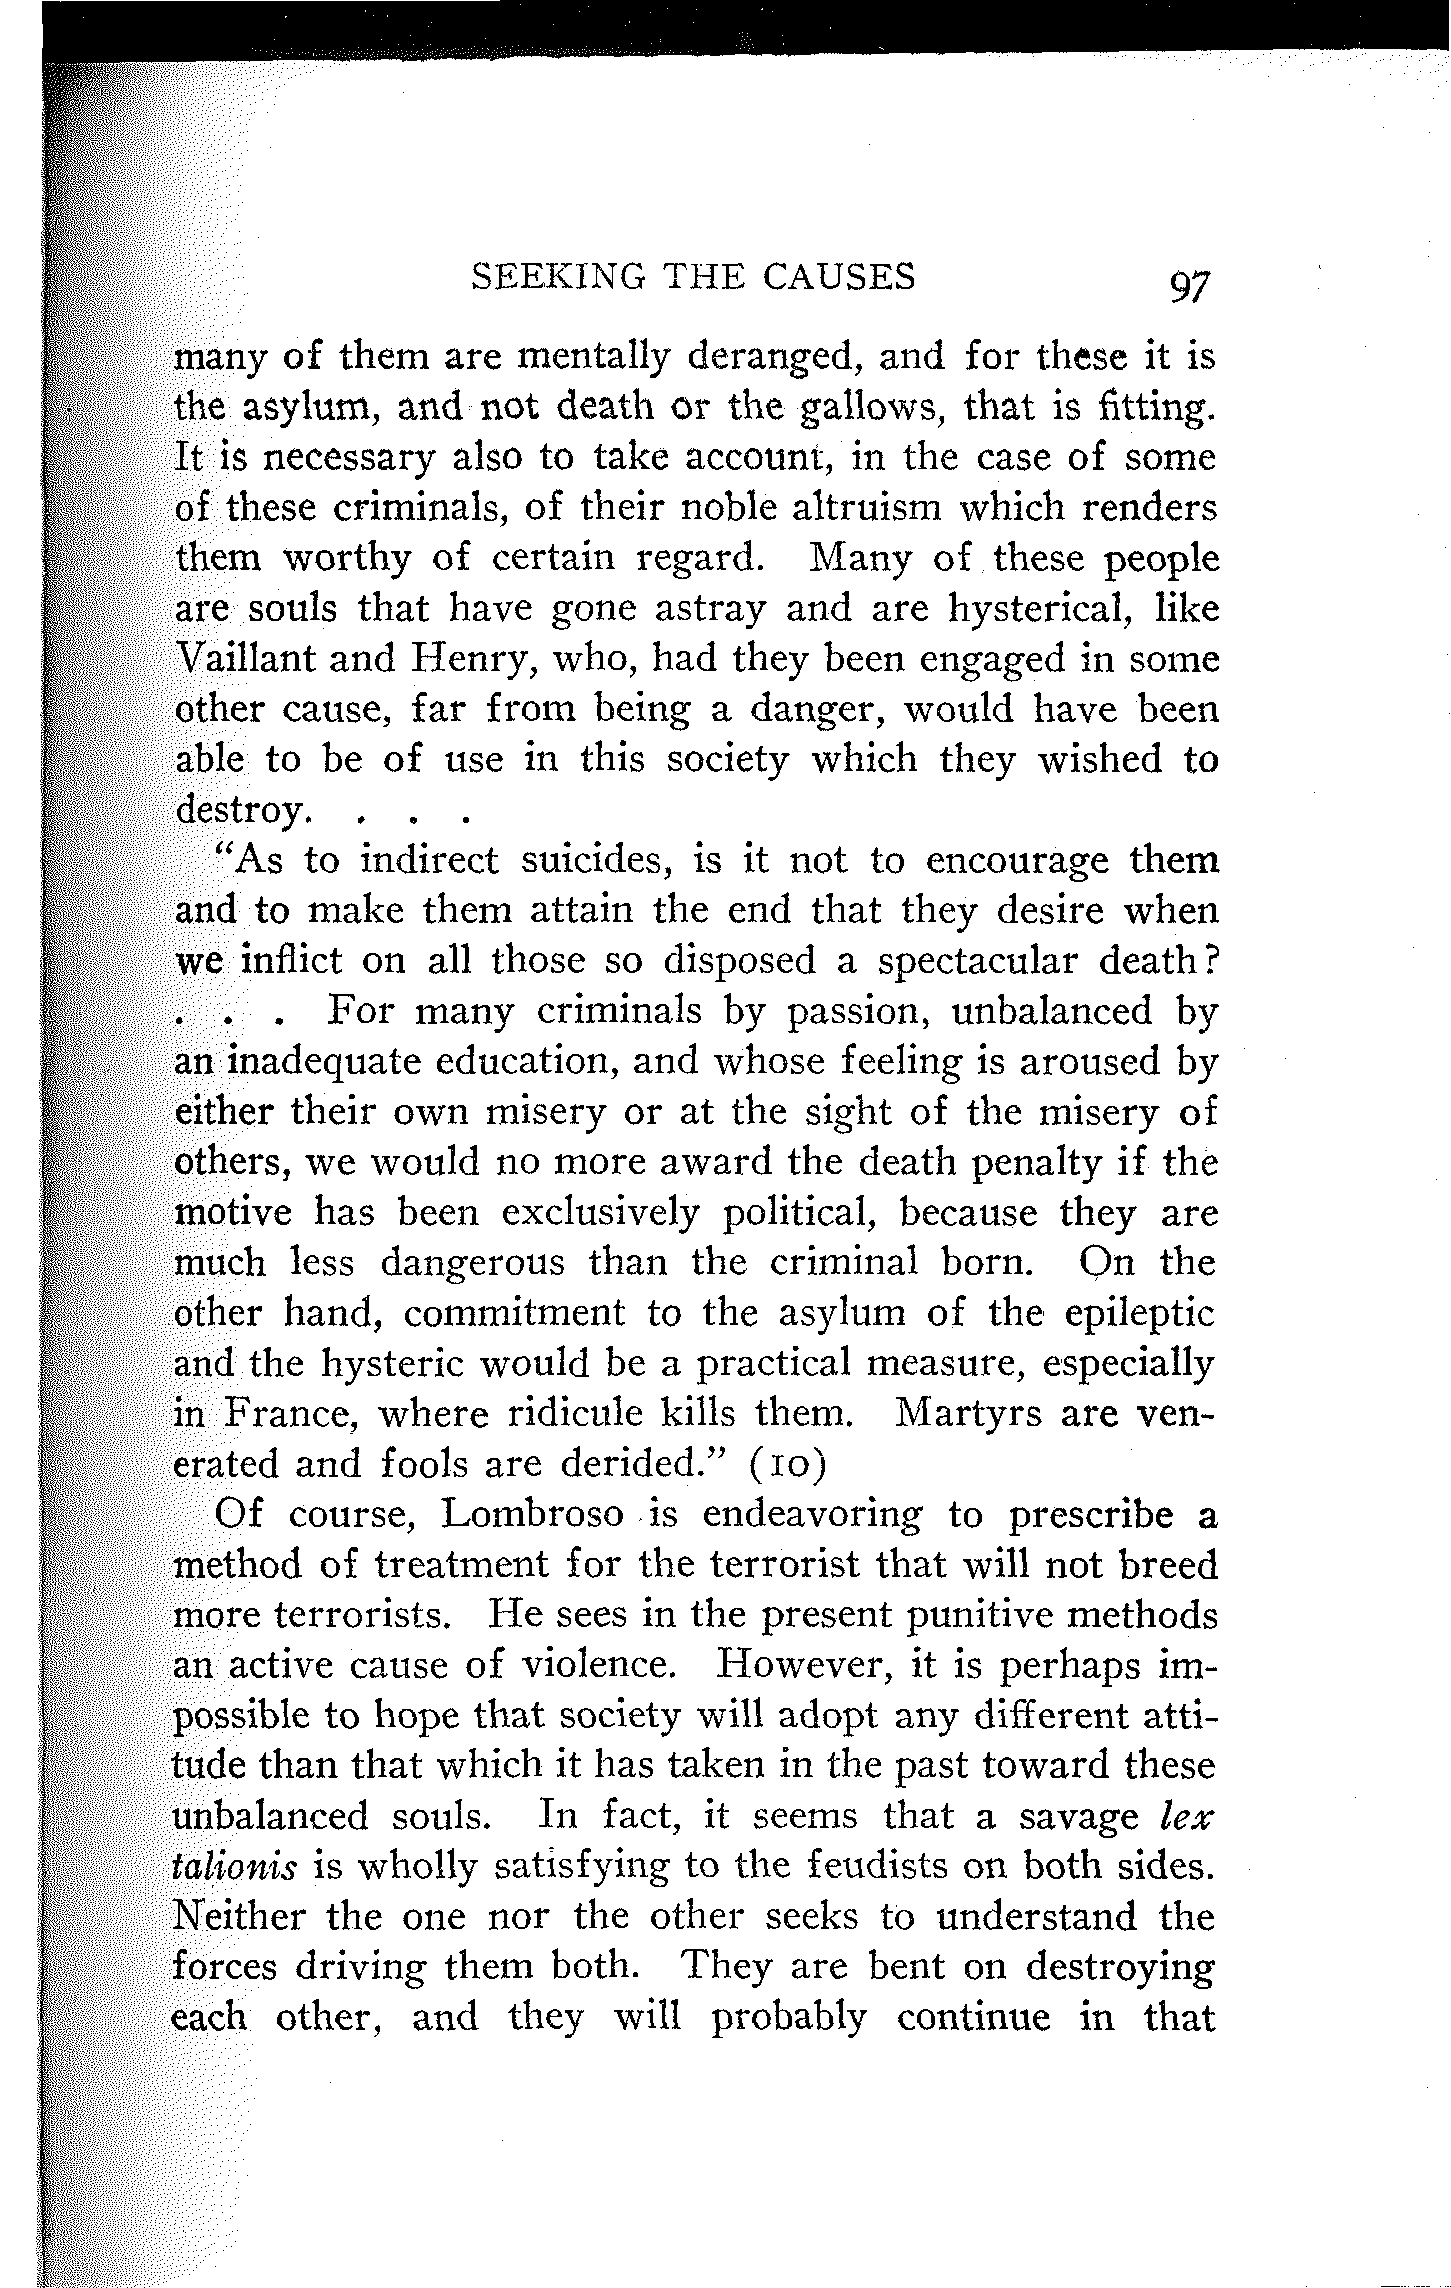 SEEKING THE CAUSES 97
many of them are mentally deranged, and for these it is
the asylum, and not death or the gallows, that is fitting.
It is necessary also to take account, in the case of some
of these criminals, of their noble altruism which renders
them worthy of certain regard. Many of these people
are souls that have gone astray and are hysterical, like
Vaillant and Henry, who, had they been engaged in some
other cause, far from being a danger, would have been
able to be of use in this society which they wished to
destroy. . . .
“As to indirect suicides, is it not to encourage them
and to make them attain the end that they desire when
we inflict on all those so disposed a spectacular death?
. . . For many criminals by passion, unbalanced by
an inadequate education, and whose feeling is aroused by
either their own misery or at the sight of the misery of
others, we would no more award the death penalty if the
motive has been exclusively political, because they are
much less dangerous than the criminal born. On the
other hand, commitment to the asylum of the epileptic
and the hysteric would be a practical measure, especially
in France, where ridicule kills them. Martyrs are ven-
erated and fools are derided.” (10)
Of course, Lombroso is endeavoring to prescribe a
method of treatment for the terrorist that will not breed
more terrorists. He sees in the present punitive methods
an active cause of violence. However, it is perhaps im-
possible to hope that society will adopt any different atti-
tude than that which it has taken in the past toward these
unbalanced souls. In fact, it seems that a savage lex
talionis is wholly satisfying to the feudists on both sides.
Neither the one nor the other seeks to understand the
forces driving them both. They are bent on destroying
each other, and they will probably continue in that